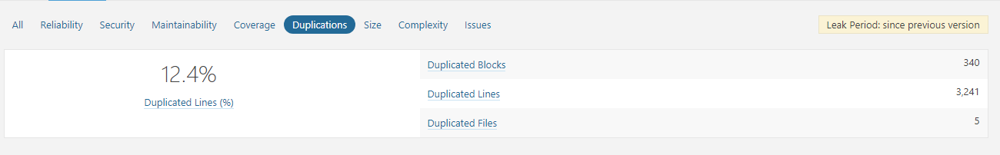 All Reliability Security Maintainability Coverage Duplications Size Complexity Issues Leak Period: since previous version
12.4%
Duplicated Lines (%)
Duplicated Blocks 340
Duplicated Lines 3,241
Duplicated Files 5